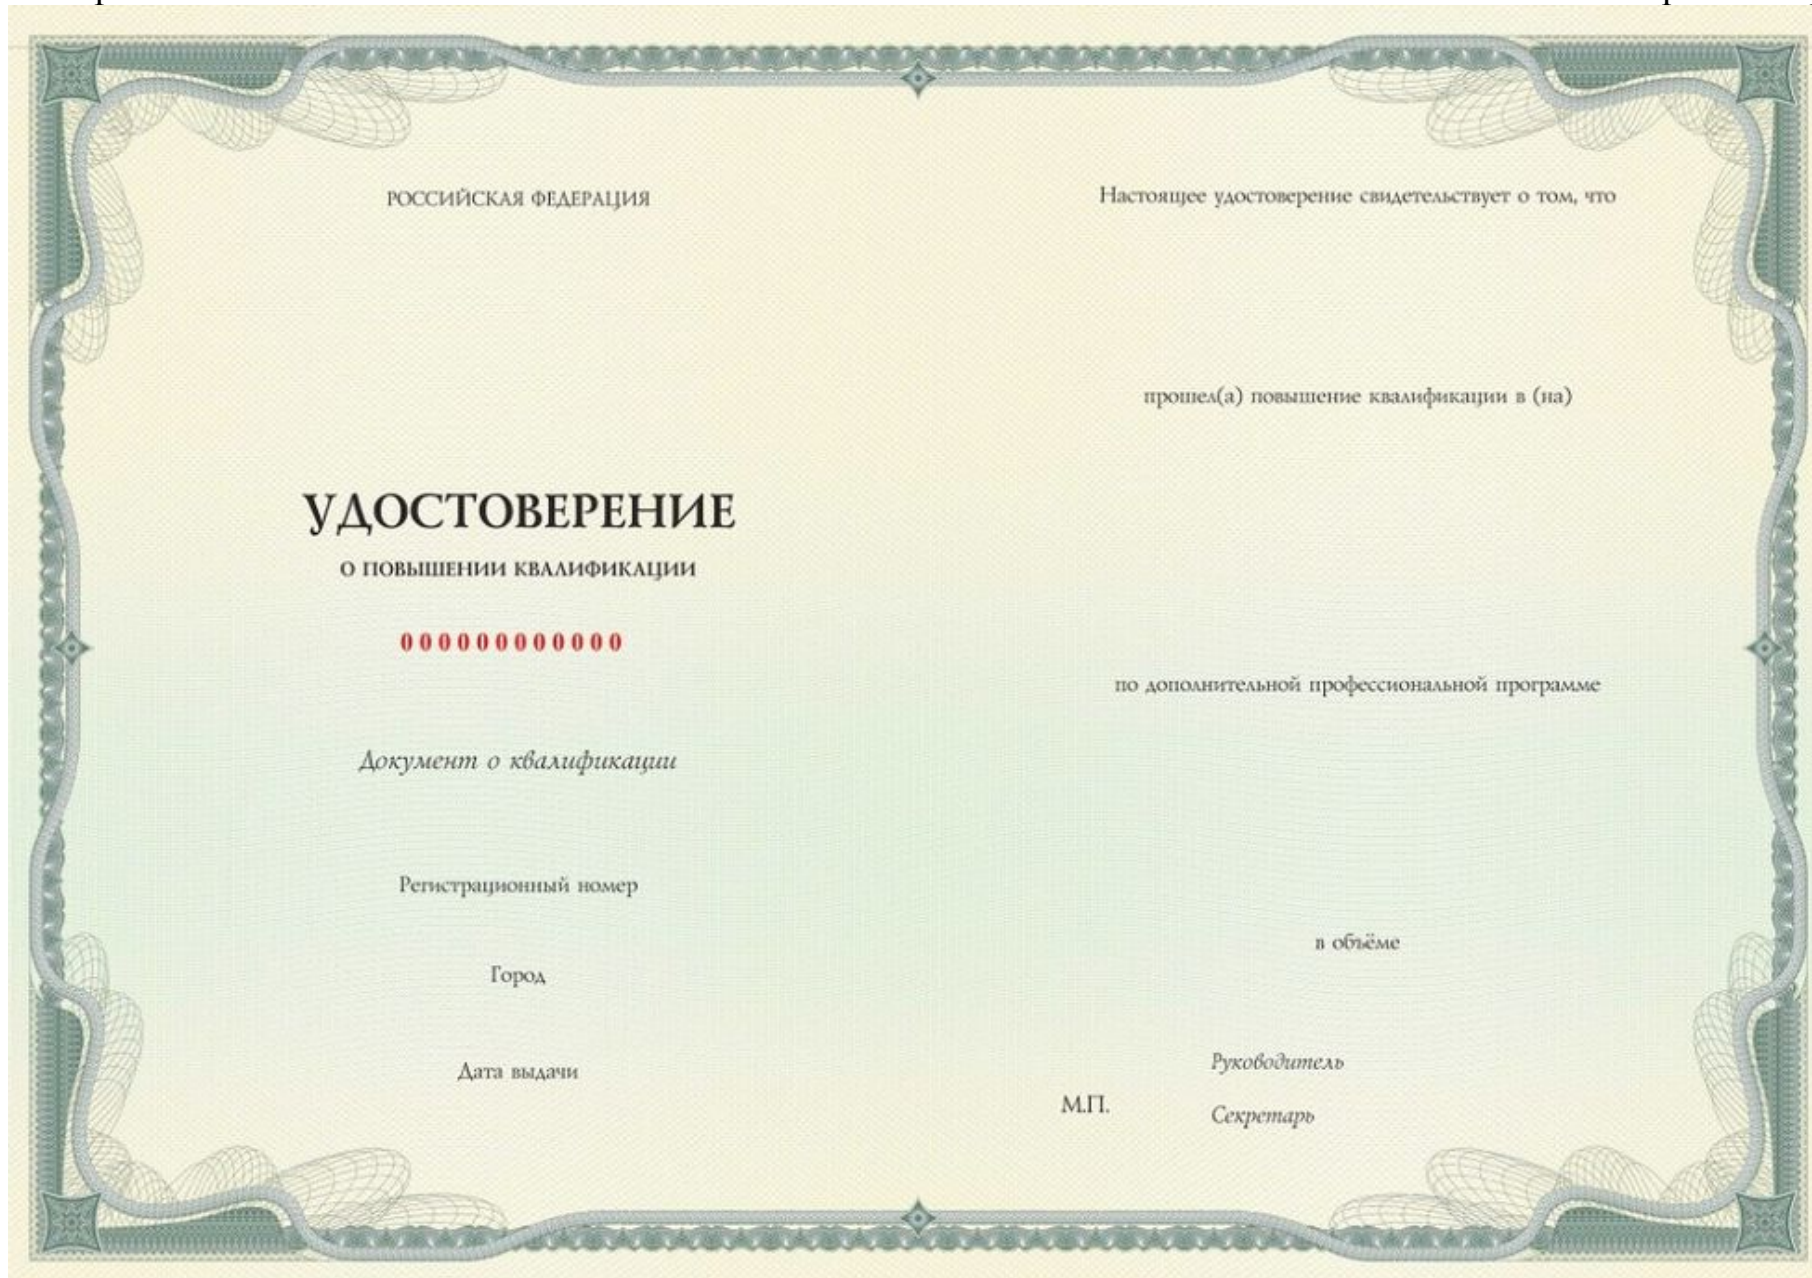 РОССИЙСКАЯ ФЕДЕРАЦИЯ
УДОСТОВЕРЕНИЕ
О ПОВЫШЕНИИ КВАЛИФИКАЦИИ
000000000000
Документ о квалификации
Регистрационный номер
Город
Дата выдачи
Настоящее удостоверение свидетельствует о том, что
прошел(а) повышение квалификации в (на)
по дополнительной профессиональной программе
в объёме
Руководитель
М.П.
Секретарь